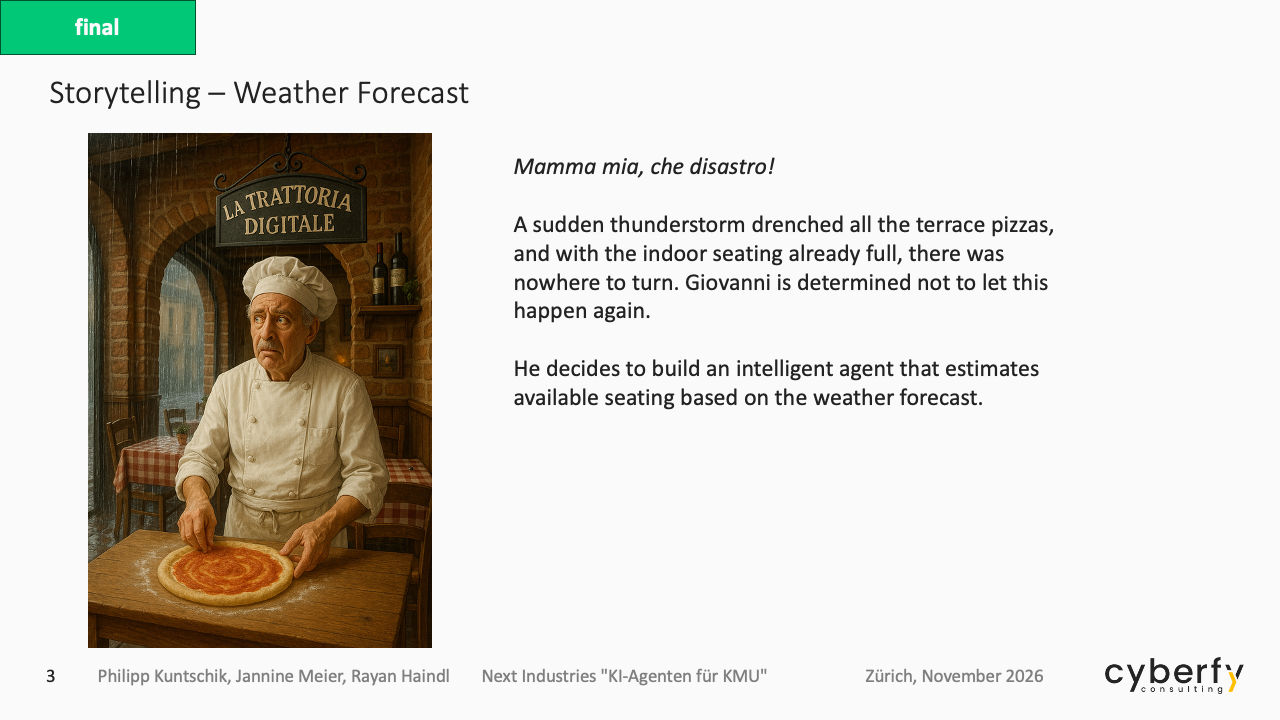 final
Storytelling – Weather Forecast
LA TRATTORIA
DIGITALE
Mamma mia, che disastro!
A sudden thunderstorm drenched all the terrace pizzas,
and with the indoor seating already full, there was
nowhere to turn. Giovanni is determined not to let this
happen again.
He decides to build an intelligent agent that estimates
available seating based on the weather forecast.
3
Philipp Kuntschik, Jannine Meier, Rayan Haindl
Next Industries "KI-Agenten für KMU"
Zürich, November 2026
cyberfy
consulting